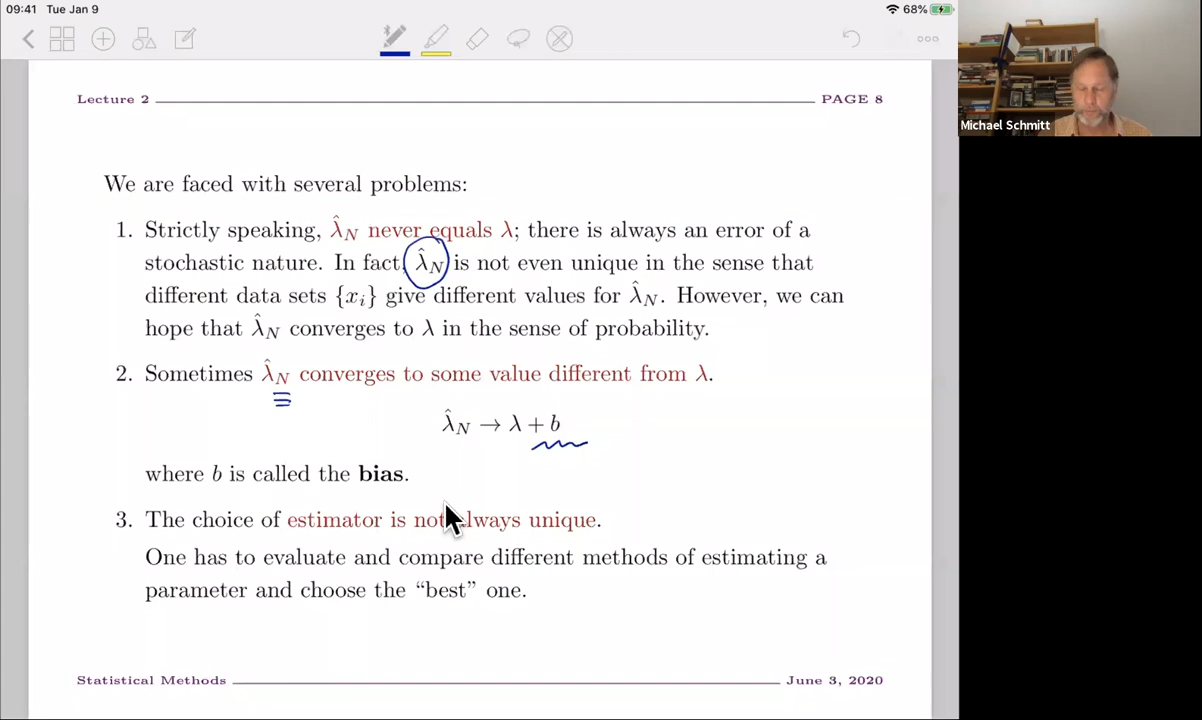 09:41 Tue Jan 9
68%
Lecture 2 PAGE 8
Michael Schmitt
We are faced with several problems:
1. Strictly speaking, λ̂_N never equals λ; there is always an error of a
stochastic nature. In fact, λ̂_N is not even unique in the sense that
different data sets {x_i} give different values for λ̂_N. However, we can
hope that λ̂_N converges to λ in the sense of probability.
2. Sometimes λ̂_N converges to some value different from λ.
λ̂_N → λ + b
where b is called the bias.
3. The choice of estimator is not always unique.
One has to evaluate and compare different methods of estimating a
parameter and choose the “best” one.
Statistical Methods June 3, 2020